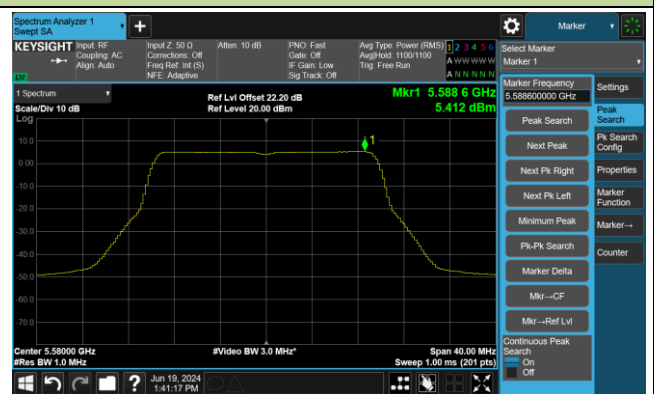 Spectrum Analyzer 1
Swept SA
Marker
KEYSIGHT
Input: RF
Coupling: AC
Align: Auto
Input Z: 50 Ω
Corrections: Off
Freq Ref: Int (S)
NFE: Adaptive
Atten: 10 dB
PNO: Fast
Gate: Off
IF Gain: Low
Sig Track: Off
Avg Type: Power (RMS)
Avg|Hold: 1100/1100
Trig: Free Run
1 2 3 4 5 6
A W W W W W
A N N N N N
LXI
Select Marker
Marker 1
1 Spectrum
Scale/Div 10 dB
Log
Ref Lvl Offset 22.20 dB
Ref Level 20.00 dBm
Mkr1 5.588 6 GHz
5.412 dBm
1
10.0
0.00
-10.0
-20.0
-30.0
-40.0
-50.0
-60.0
-70.0
Center 5.58000 GHz
#Res BW 1.0 MHz
#Video BW 3.0 MHz*
Span 40.00 MHz
Sweep 1.00 ms (201 pts)
Marker Frequency
5.588600000 GHz
Peak Search
Next Peak
Next Pk Right
Next Pk Left
Minimum Peak
Pk-Pk Search
Marker Delta
Mkr→CF
Mkr→Ref Lvl
Continuous Peak
Search
On
Off
Settings
Peak
Search
Pk Search
Config
Properties
Marker
Function
Marker→
Counter
?
Jun 19, 2024
1:41:17 PM